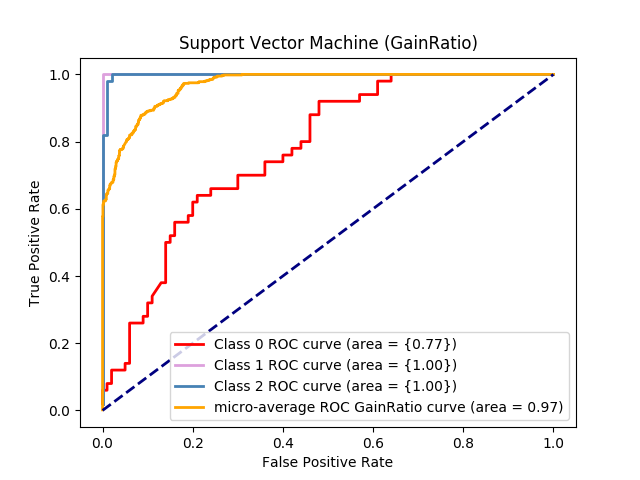 Support Vector Machine (GainRatio)
True Positive Rate
1.0
0.8
0.6
0.4
0.2
0.0
Class 0 ROC curve (area = {0.77})
Class 1 ROC curve (area = {1.00})
Class 2 ROC curve (area = {1.00})
micro-average ROC GainRatio curve (area = 0.97)
0.0 0.2 0.4 0.6 0.8 1.0
False Positive Rate